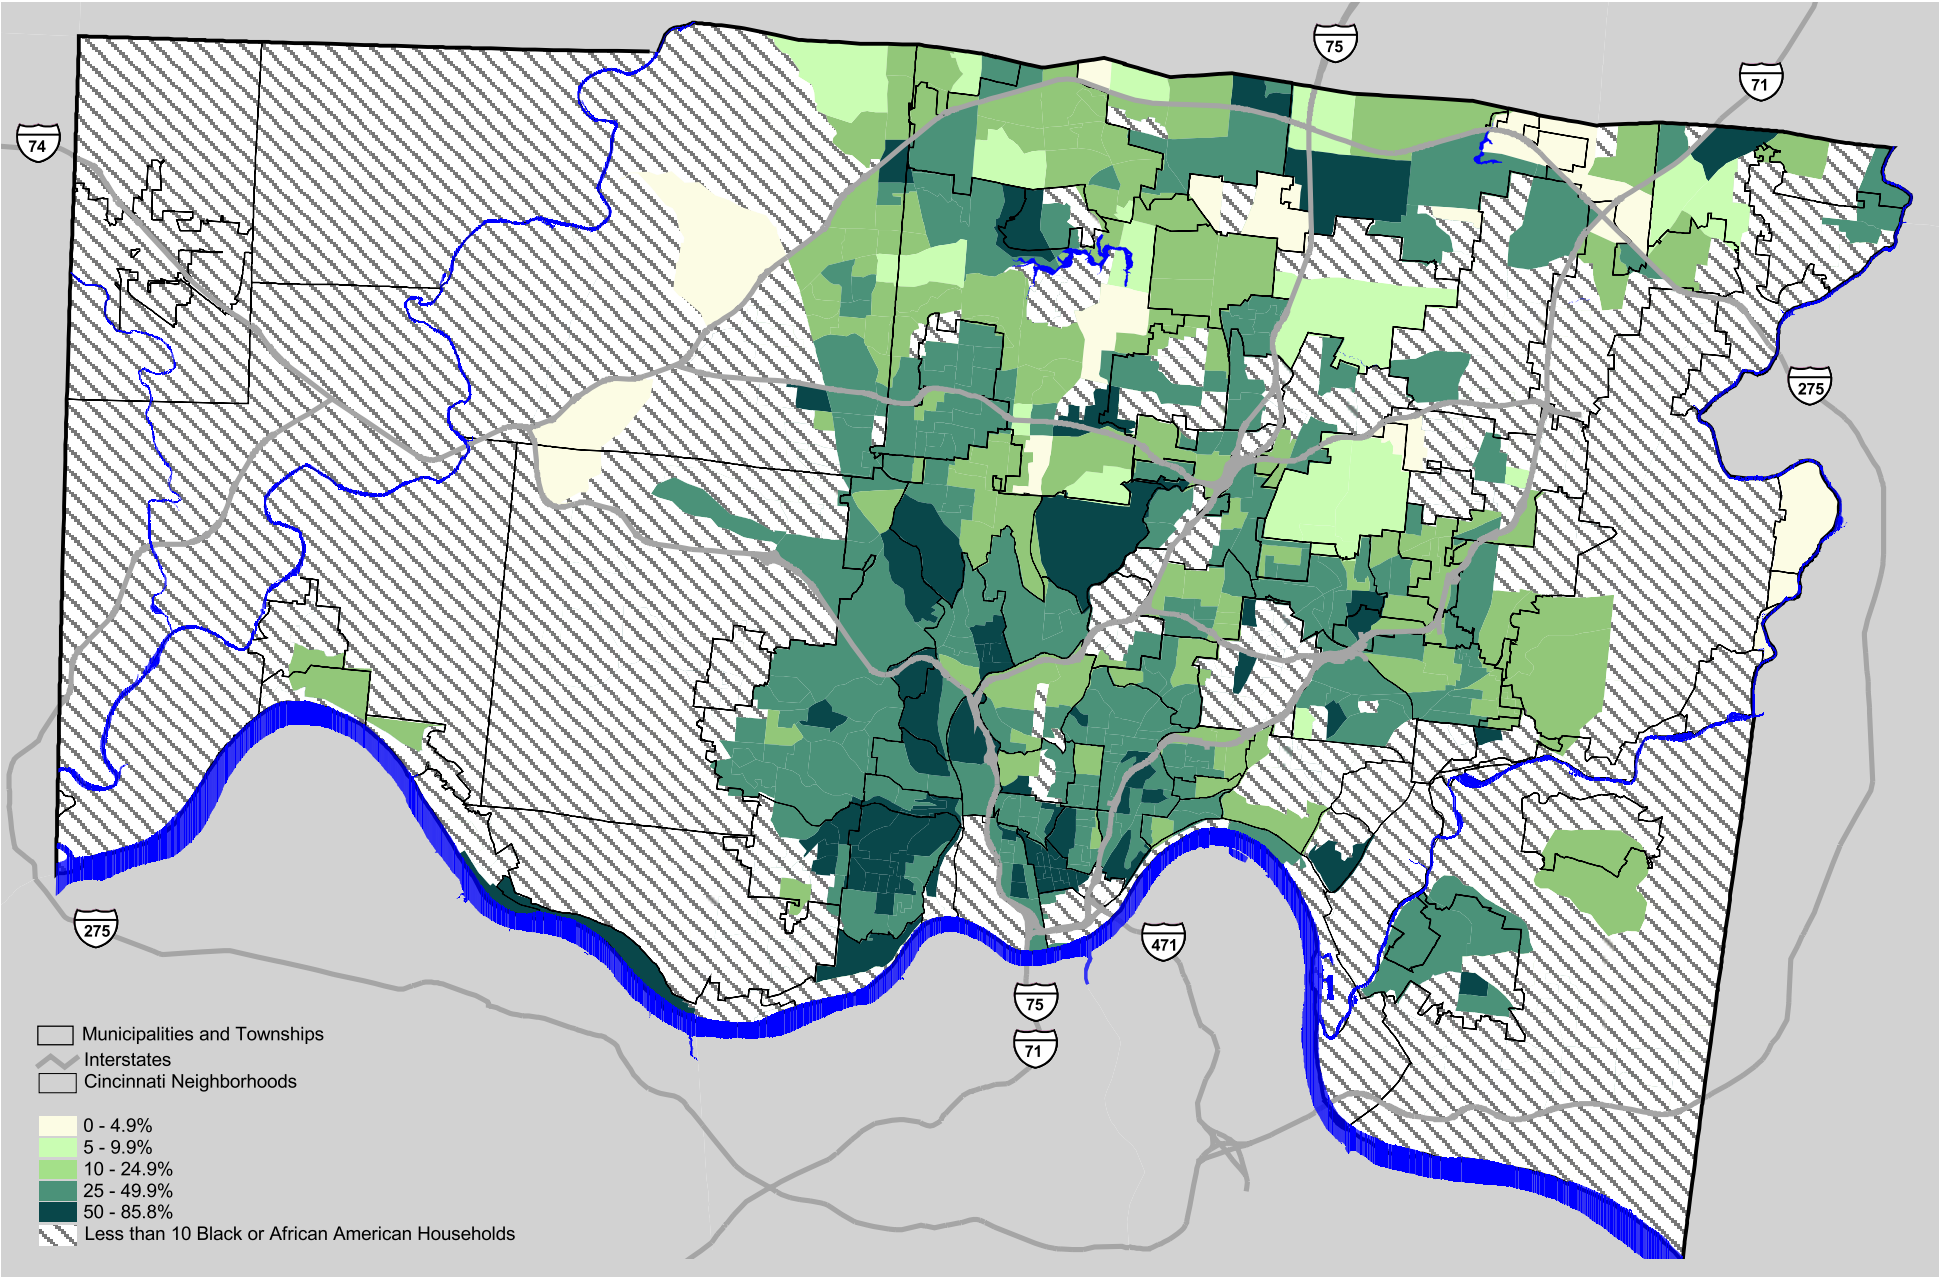 75
71
74
275
471
275
75
71
Municipalities and Townships
Interstates
Cincinnati Neighborhoods
0 - 4.9%
5 - 9.9%
10 - 24.9%
25 - 49.9%
50 - 85.8%
Less than 10 Black or African American Households